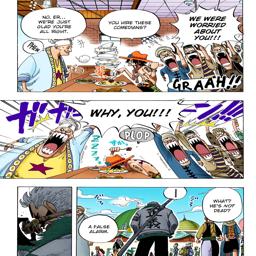 NO, ER...
WE'RE JUST
GLAD YOU'RE
ALL RIGHT.
YOU HIRE THESE
COMEDIANS?
WE WERE
WORRIED
ABOUT
YOU!!!
GRAAH!!
WHY, YOU!!!
PLOP
ZZZ
!
WHAT?
HE'S NOT
DEAD?
A FALSE
ALARM.